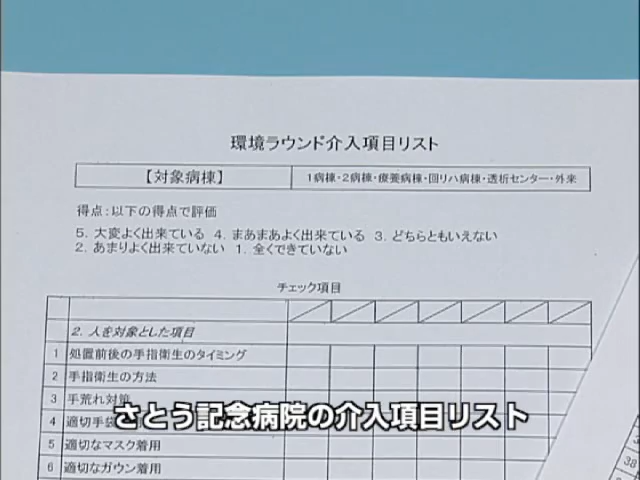 環境ラウンド介入項目リスト
【対象病棟】 1病棟・2病棟・療養病棟・回リハ病棟・透析センター・外来
得点：以下の得点で評価
5. 大変よく出来ている 4. まあまあよく出来ている 3. どちらともいえない
2. あまりよく出来ていない 1. 全くできていない
チェック項目
2. 人を対象とした項目
1 処置前後の手指衛生のタイミング
2 手指衛生の方法
3 手荒れ対策
4 適切手袋
さとう記念病院の介入項目リスト
5 適切なマスク着用
6 適切なガウン着用
38